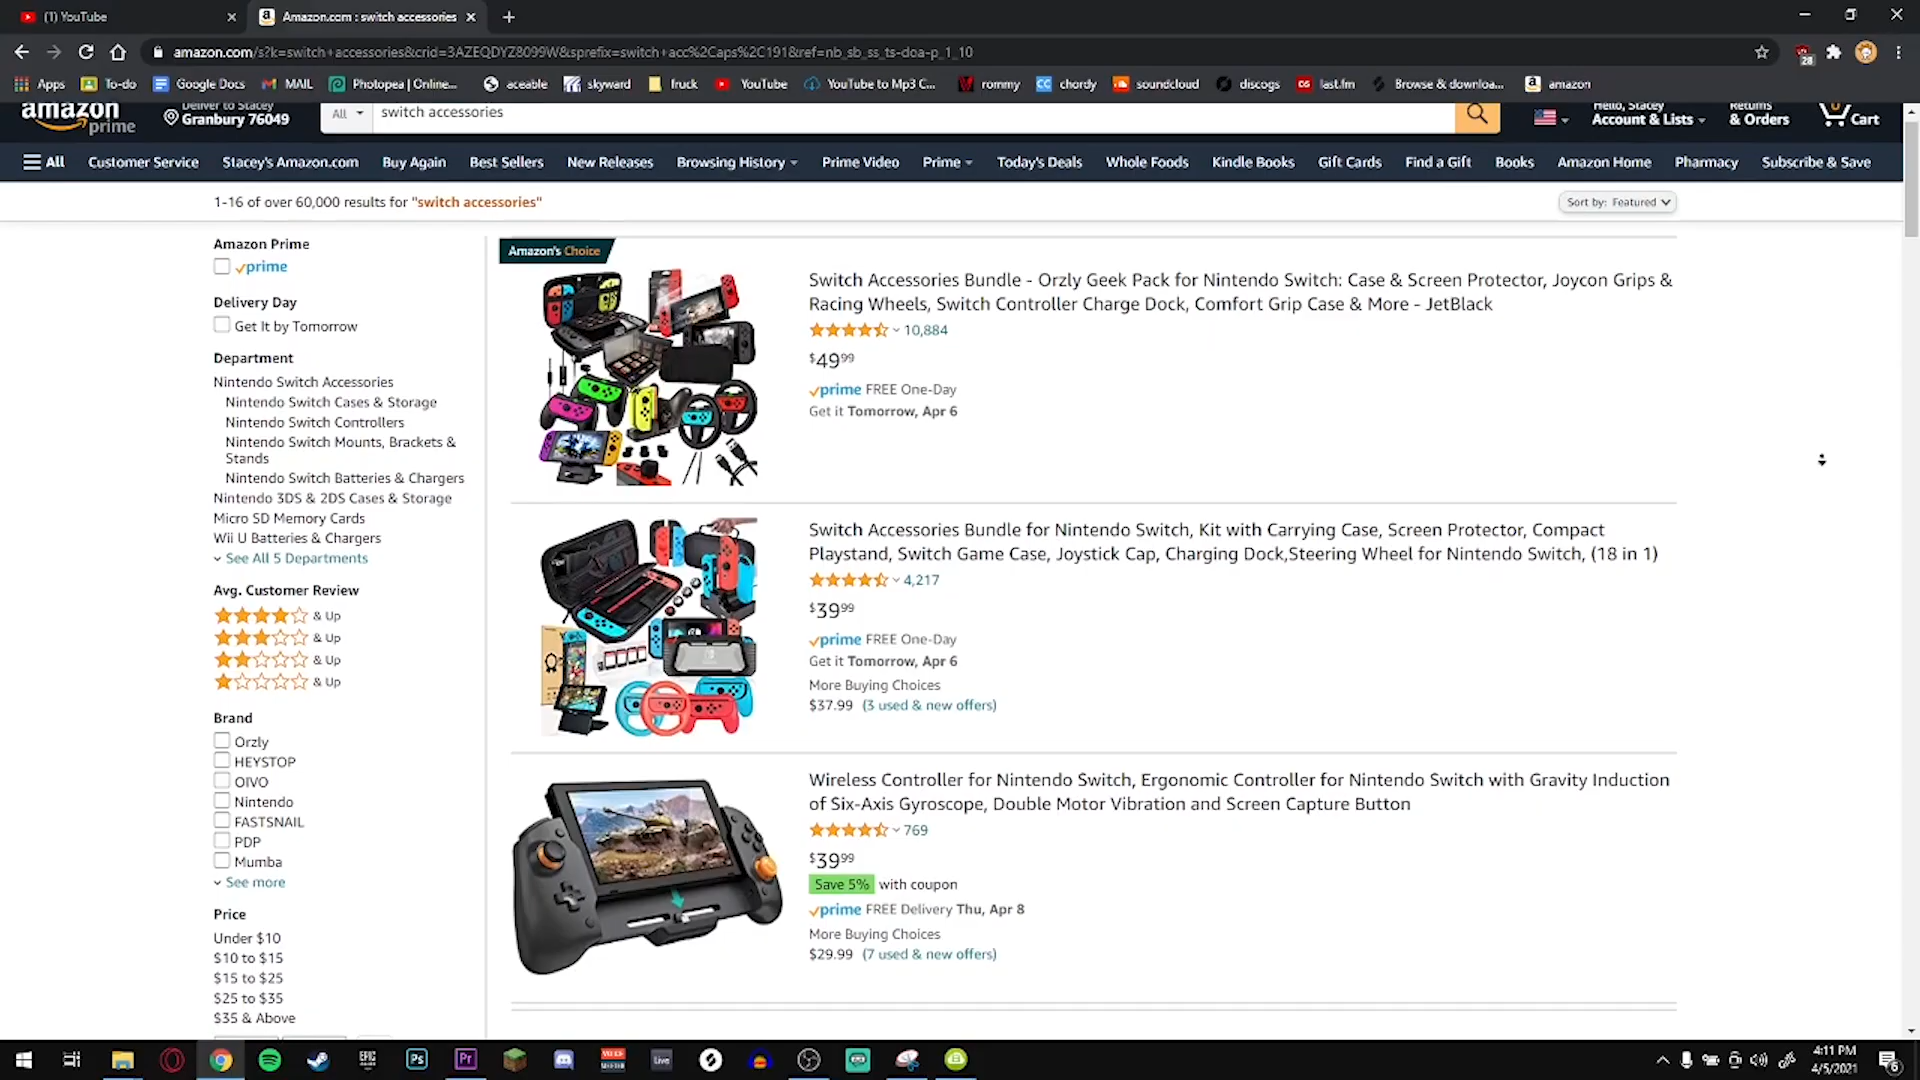 (1) YouTube
Amazon.com : switch accessories
amazon.com/s?k=switch+accessories&crid=3AZEQDYZ8099W&sprefix=switch+acc%2Caps%2C191&ref=nb_sb_ss_ts-doa-p_1_10
28
Apps To-do Google Docs MAIL Photopea | Online... aceable skyward fruck YouTube YouTube to Mp3 C... rommy chordy soundcloud discogs last.fm Browse & downloa... amazon
amazon prime
Deliver to Stacey
Granbury 76049
All switch accessories
Hello, Stacey
Account & Lists
Returns
& Orders
0
Cart
All Customer Service Stacey's Amazon.com Buy Again Best Sellers New Releases Browsing History Prime Video Prime Today's Deals Whole Foods Kindle Books Gift Cards Find a Gift Books Amazon Home Pharmacy Subscribe & Save
1-16 of over 60,000 results for "switch accessories"
Sort by: Featured
Amazon Prime
prime
Delivery Day
Get It by Tomorrow
Department
Nintendo Switch Accessories
Nintendo Switch Cases & Storage
Nintendo Switch Controllers
Nintendo Switch Mounts, Brackets &
Stands
Nintendo Switch Batteries & Chargers
Nintendo 3DS & 2DS Cases & Storage
Micro SD Memory Cards
Wii U Batteries & Chargers
See All 5 Departments
Avg. Customer Review
& Up
& Up
& Up
& Up
Brand
Orzly
HEYSTOP
OIVO
Nintendo
FASTSNAIL
PDP
Mumba
See more
Price
Under $10
$10 to $15
$15 to $25
$25 to $35
$35 & Above
Amazon's Choice
Switch Accessories Bundle - Orzly Geek Pack for Nintendo Switch: Case & Screen Protector, Joycon Grips &
Racing Wheels, Switch Controller Charge Dock, Comfort Grip Case & More - JetBlack
10,884
$49.99
prime FREE One-Day
Get it Tomorrow, Apr 6
Switch Accessories Bundle for Nintendo Switch, Kit with Carrying Case, Screen Protector, Compact
Playstand, Switch Game Case, Joystick Cap, Charging Dock,Steering Wheel for Nintendo Switch, (18 in 1)
4,217
$39.99
prime FREE One-Day
Get it Tomorrow, Apr 6
More Buying Choices
$37.99 (3 used & new offers)
Wireless Controller for Nintendo Switch, Ergonomic Controller for Nintendo Switch with Gravity Induction
of Six-Axis Gyroscope, Double Motor Vibration and Screen Capture Button
769
$39.99
Save 5% with coupon
prime FREE Delivery Thu, Apr 8
More Buying Choices
$29.99 (7 used & new offers)
EPIC
Ps
Pr
Live
4:11 PM
4/5/2021
6